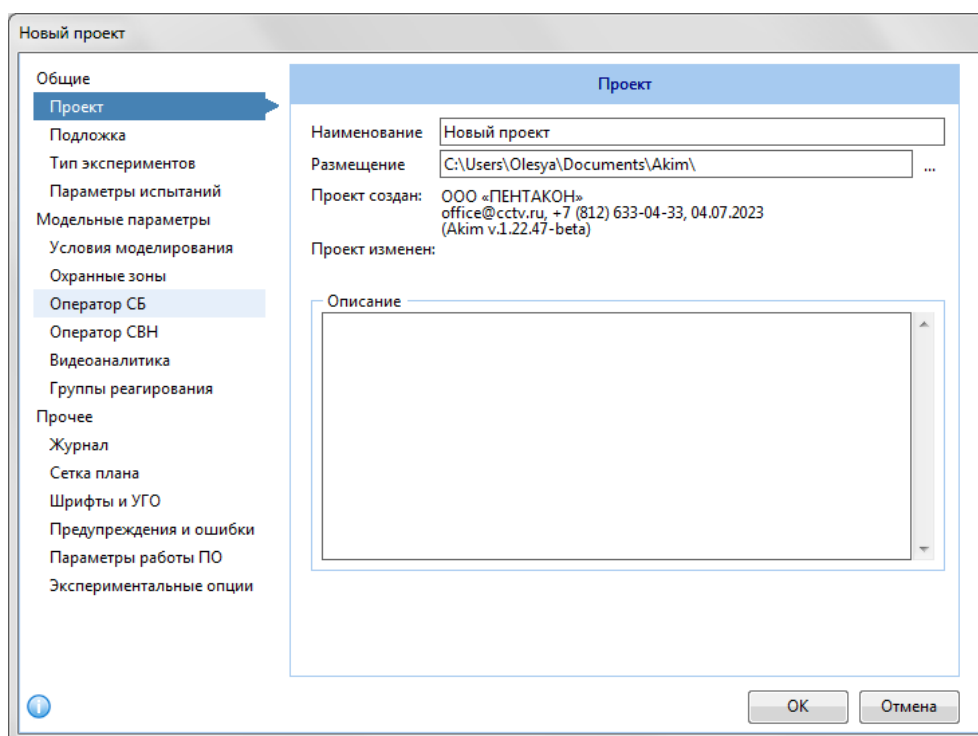 Новый проект
Общие
Проект
Подложка
Тип экспериментов
Параметры испытаний
Модельные параметры
Условия моделирования
Охранные зоны
Оператор СБ
Оператор СВН
Видеоаналитика
Группы реагирования
Прочее
Журнал
Сетка плана
Шрифты и УГО
Предупреждения и ошибки
Параметры работы ПО
Экспериментальные опции
Проект
Наименование Новый проект
Размещение C:\Users\Olesya\Documents\Akim\ ...
Проект создан: ООО «ПЕНТАКОН»
office@cctv.ru, +7 (812) 633-04-33, 04.07.2023
(Akim v.1.22.47-beta)
Проект изменен:
Описание
OK Отмена